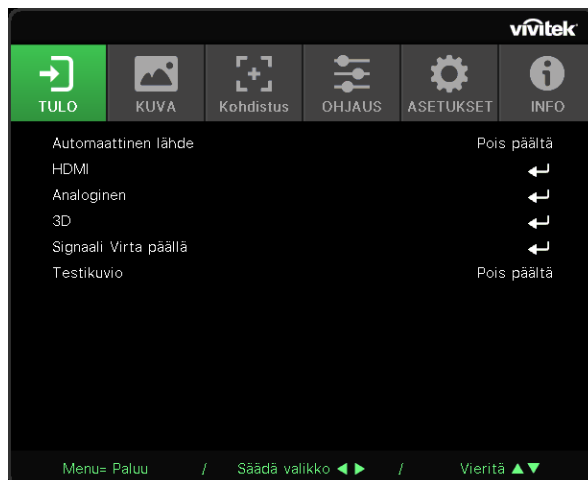 vivitek
TULO KUVA Kohdistus OHJAUS ASETUKSET INFO
Automaattinen lähde Pois päältä
HDMI
Analoginen
3D
Signaali Virta päällä
Testikuvio Pois päältä
Menu= Paluu / Säädä valikko ◀ ▶ / Vieritä ▲▼